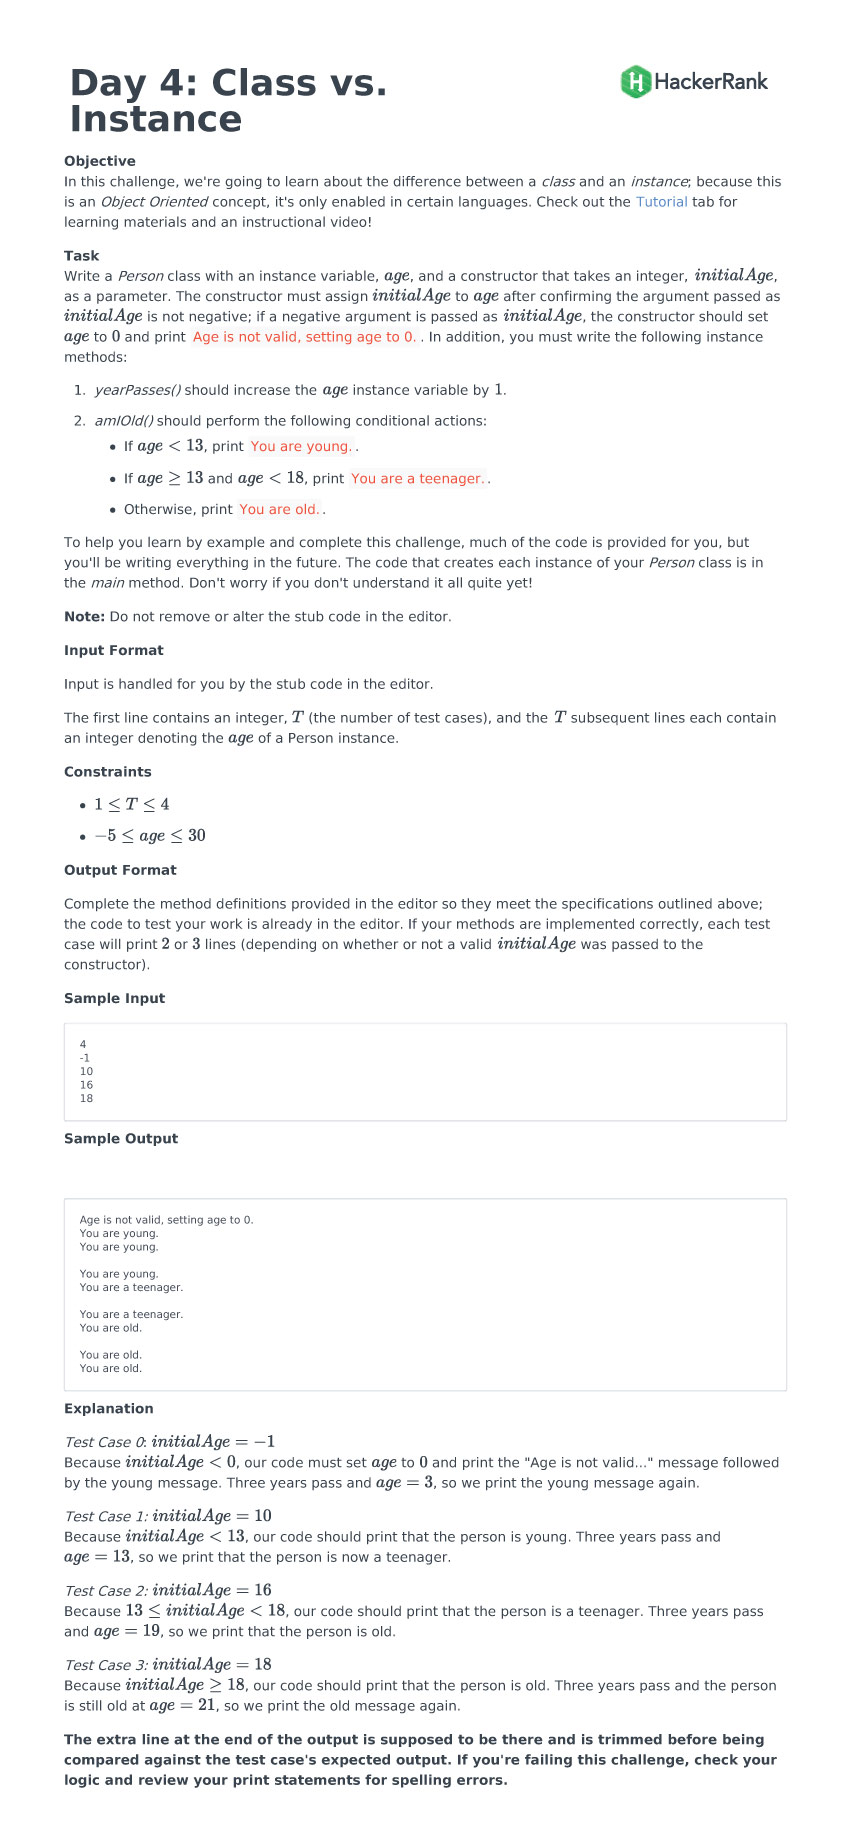 Day 4: Class vs.
Instance
HackerRank
Objective
In this challenge, we're going to learn about the difference between a class and an instance; because this
is an Object Oriented concept, it's only enabled in certain languages. Check out the Tutorial tab for
learning materials and an instructional video!
Task
Write a Person class with an instance variable, age, and a constructor that takes an integer, initialAge,
as a parameter. The constructor must assign initialAge to age after confirming the argument passed as
initialAge is not negative; if a negative argument is passed as initialAge, the constructor should set
age to 0 and print Age is not valid, setting age to 0. . In addition, you must write the following instance
methods:
1. yearPasses() should increase the age instance variable by 1.
2. amIOld() should perform the following conditional actions:
• If age < 13, print You are young. .
• If age ≥ 13 and age < 18, print You are a teenager. .
• Otherwise, print You are old. .
To help you learn by example and complete this challenge, much of the code is provided for you, but
you'll be writing everything in the future. The code that creates each instance of your Person class is in
the main method. Don't worry if you don't understand it all quite yet!
Note: Do not remove or alter the stub code in the editor.
Input Format
Input is handled for you by the stub code in the editor.
The first line contains an integer, T (the number of test cases), and the T subsequent lines each contain
an integer denoting the age of a Person instance.
Constraints
• 1 ≤ T ≤ 4
• −5 ≤ age ≤ 30
Output Format
Complete the method definitions provided in the editor so they meet the specifications outlined above;
the code to test your work is already in the editor. If your methods are implemented correctly, each test
case will print 2 or 3 lines (depending on whether or not a valid initialAge was passed to the
constructor).
Sample Input
4
-1
10
16
18
Sample Output
Age is not valid, setting age to 0.
You are young.
You are young.
You are young.
You are a teenager.
You are a teenager.
You are old.
You are old.
You are old.
Explanation
Test Case 0: initialAge = −1
Because initialAge < 0, our code must set age to 0 and print the "Age is not valid..." message followed
by the young message. Three years pass and age = 3, so we print the young message again.
Test Case 1: initialAge = 10
Because initialAge < 13, our code should print that the person is young. Three years pass and
age = 13, so we print that the person is now a teenager.
Test Case 2: initialAge = 16
Because 13 ≤ initialAge < 18, our code should print that the person is a teenager. Three years pass
and age = 19, so we print that the person is old.
Test Case 3: initialAge = 18
Because initialAge ≥ 18, our code should print that the person is old. Three years pass and the person
is still old at age = 21, so we print the old message again.
The extra line at the end of the output is supposed to be there and is trimmed before being
compared against the test case's expected output. If you're failing this challenge, check your
logic and review your print statements for spelling errors.